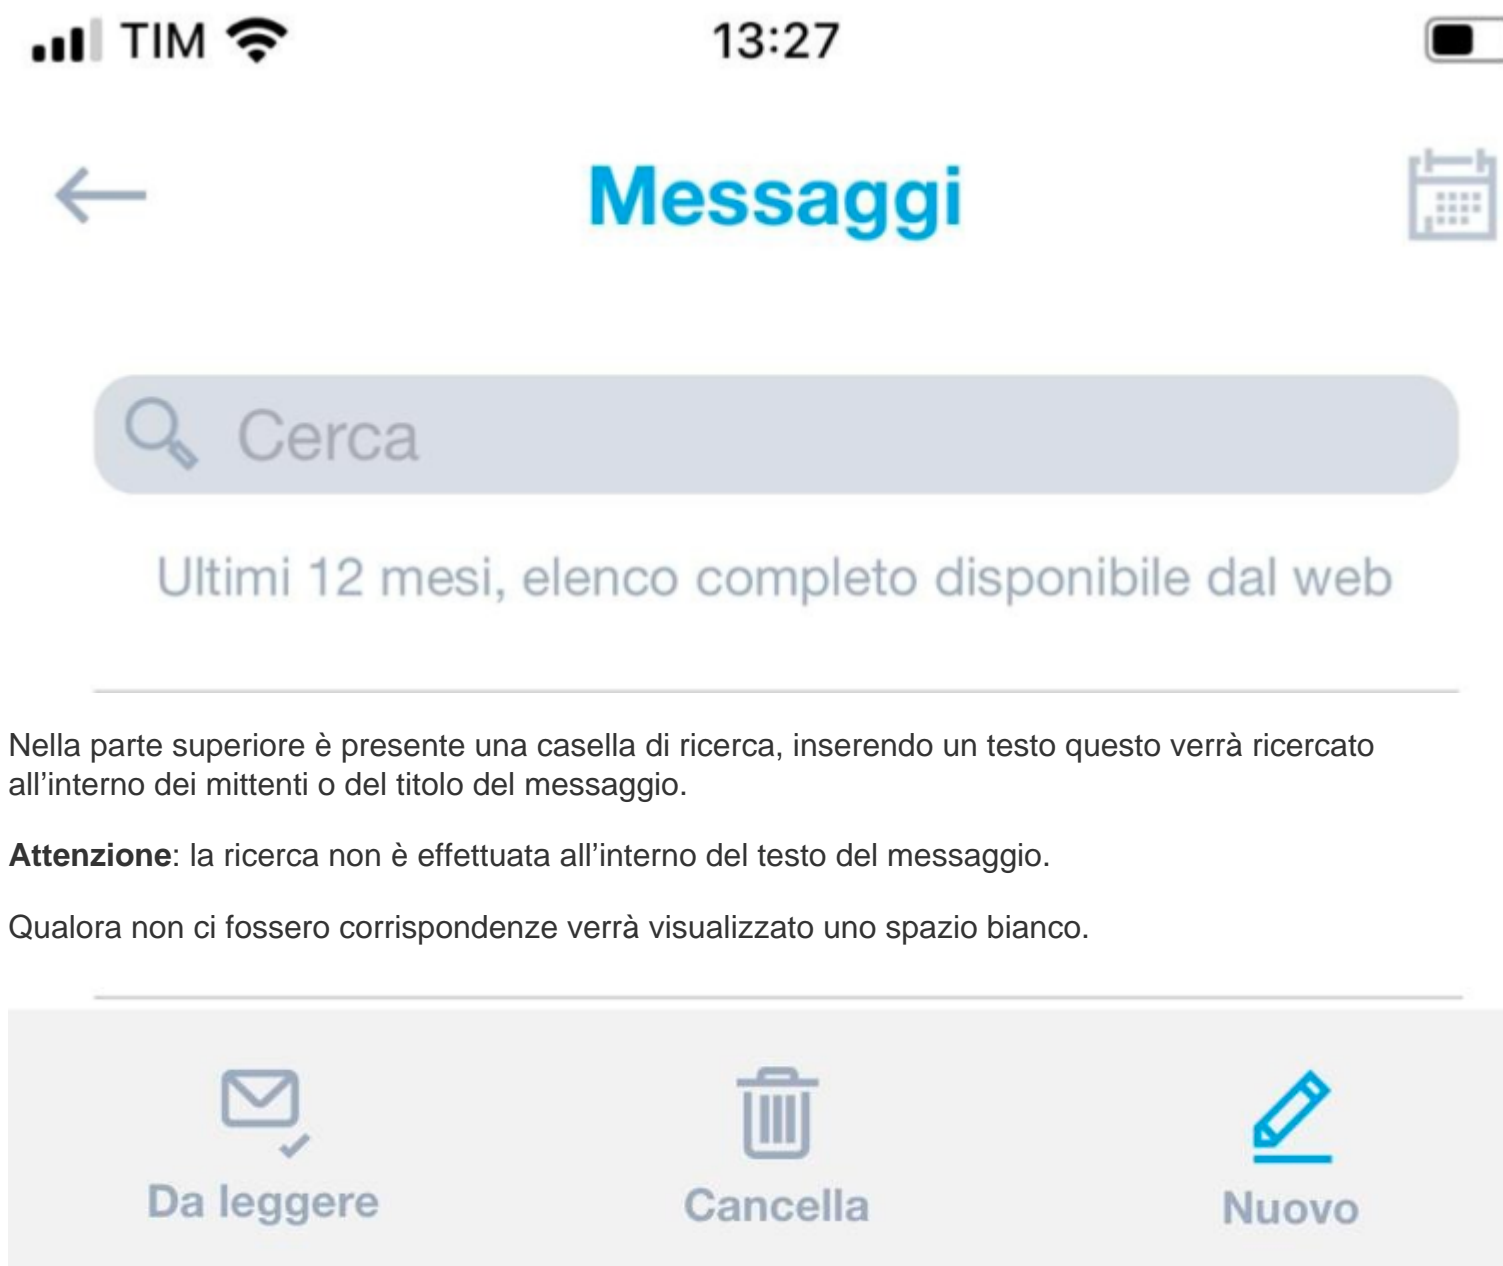 TIM 13:27
Messaggi
Cerca
Ultimi 12 mesi, elenco completo disponibile dal web
Nella parte superiore è presente una casella di ricerca, inserendo un testo questo verrà ricercato
all’interno dei mittenti o del titolo del messaggio.
Attenzione: la ricerca non è effettuata all’interno del testo del messaggio.
Qualora non ci fossero corrispondenze verrà visualizzato uno spazio bianco.
Da leggere Cancella Nuovo